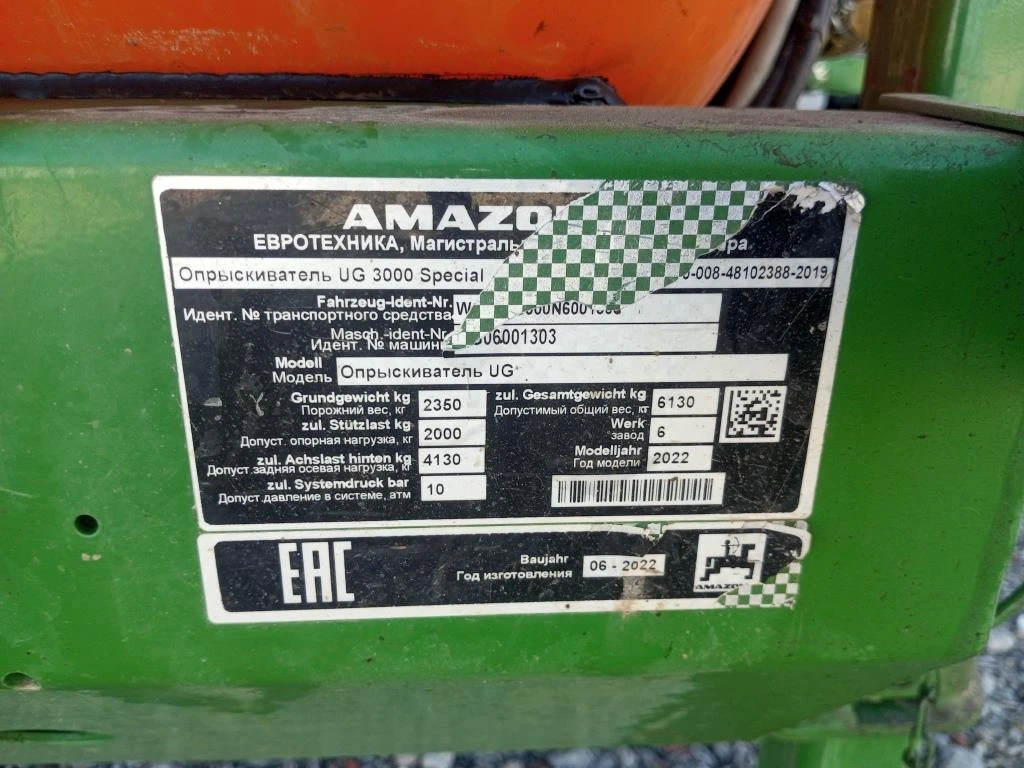 AMAZO
ЕВРОТЕХНИКА, Магистраль
Опрыскиватель UG 3000 Special -008-48102388-2019
Fahrzeug-Ident-Nr.
Идент. № транспортного средства
Masch.-ident-Nr. 06001303
Идент. № машин
Modell
Модель Опрыскиватель UG
Grundgewicht kg 2350 zul. Gesamtgewicht kg 6130
Порожний вес, кг Допустимый общий вес, кг
zul. Stützlast kg 2000 Werk 6
Допуст. опорная нагрузка, кг завод
zul. Achslast hinten kg 4130 Modelljahr 2022
Допуст.задняя осевая нагрузка, кг Год модели
zul. Systemdruck bar 10
Допуст.давление в системе, атм
EAC
Baujahr 06 - 2022
Год изготовления
AMAZO